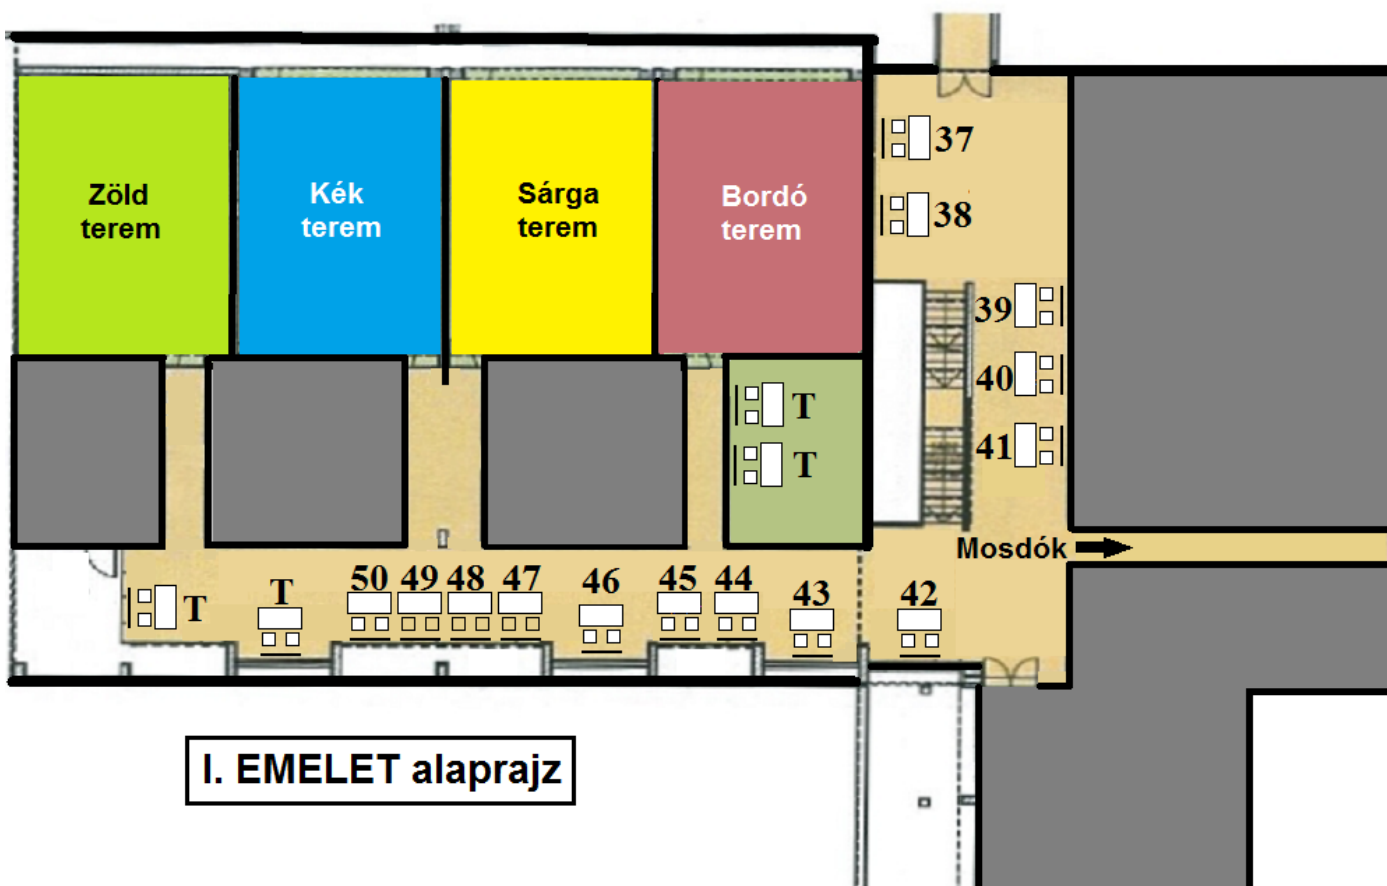 Zöld
terem
Kék
terem
Sárga
terem
Bordó
terem
37
38
39
40
41
T
T
Mosdók
T
T
50
49
48
47
46
45
44
43
42
I. EMELET alaprajz